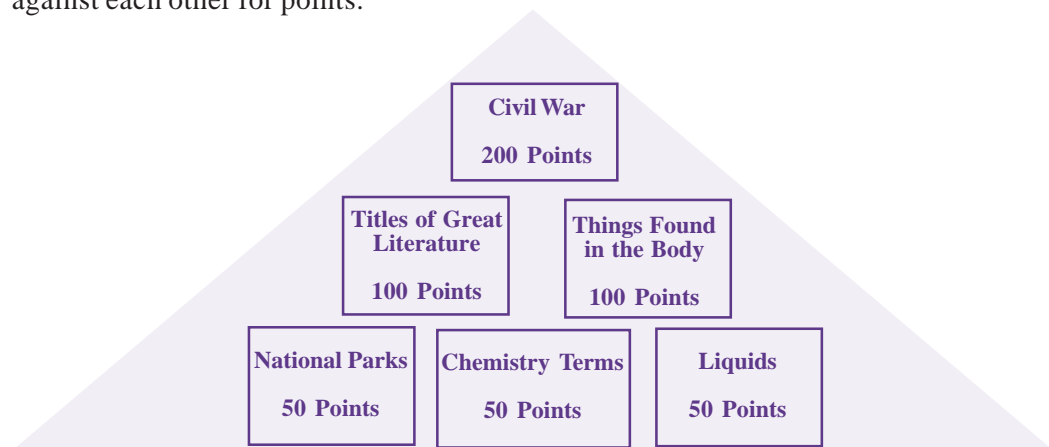 against each other for points.
Civil War
200 Points
Titles of Great
Literature
100 Points
Things Found
in the Body
100 Points
National Parks
50 Points
Chemistry Terms
50 Points
Liquids
50 Points